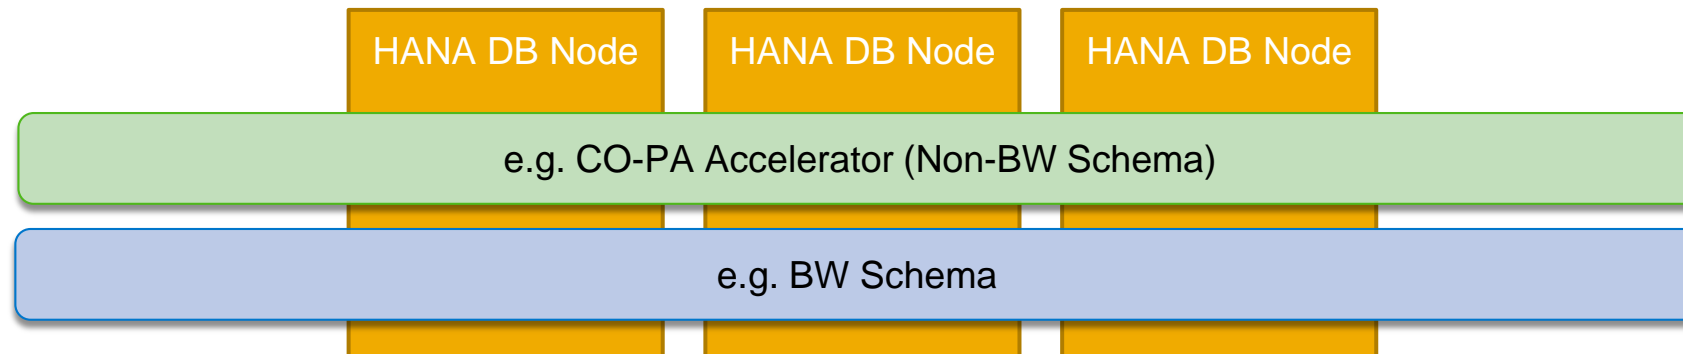 HANA DB Node
HANA DB Node
HANA DB Node
e.g. CO-PA Accelerator (Non-BW Schema)
e.g. BW Schema